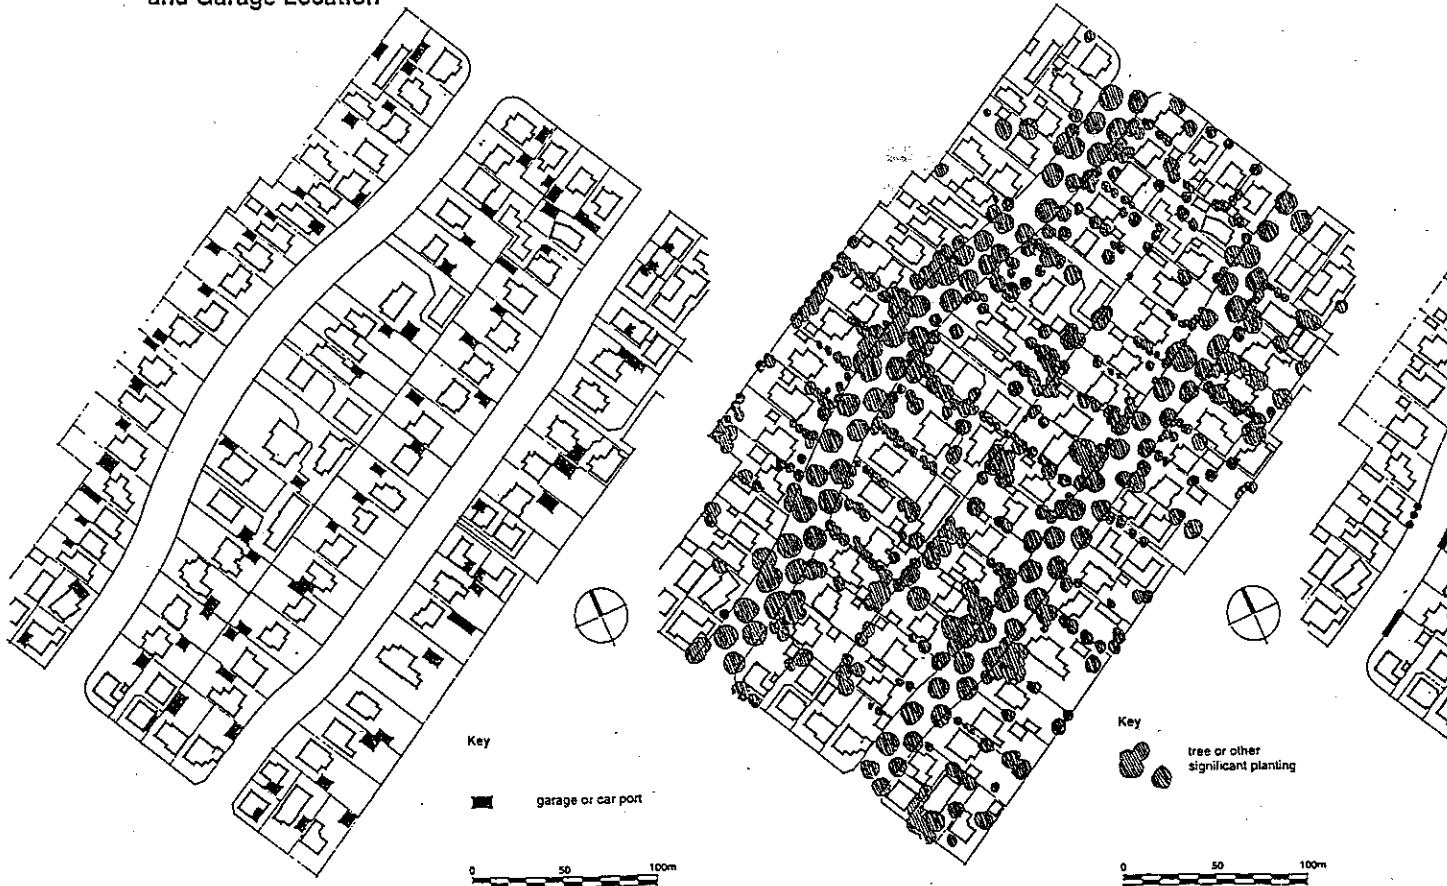 and Garage Location
Key
garage or car port
0 50 100m
Key
tree or other
significant planting
0 50 100m